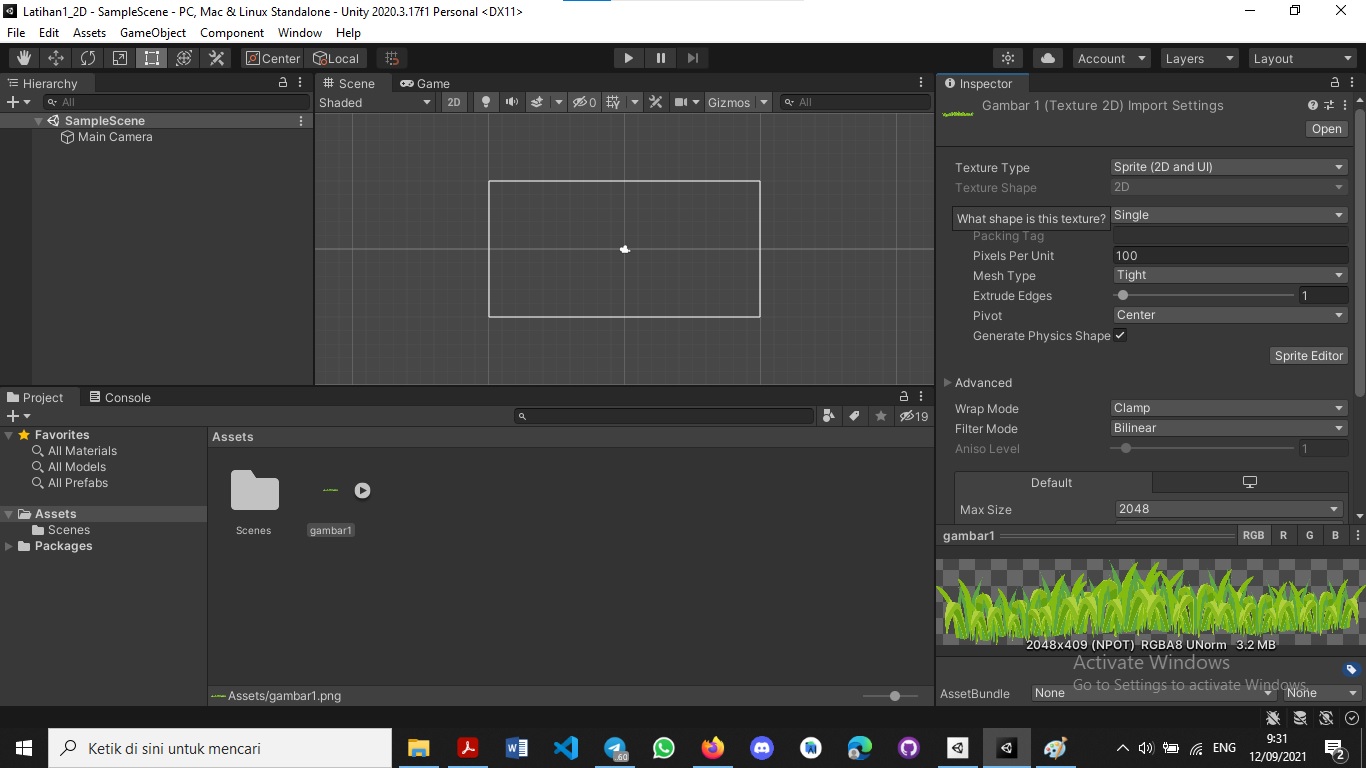 Latihan1_2D - SampleScene - PC, Mac & Linux Standalone - Unity 2020.3.17f1 Personal <DX11>
File Edit Assets GameObject Component Window Help
Center Local Account Layers Layout
Hierarchy
All
SampleScene
Main Camera
Scene Game
Shaded 2D 0 Gizmos All
Inspector
Gambar 1 (Texture 2D) Import Settings
Open
Texture Type Sprite (2D and UI)
Texture Shape 2D
What shape is this texture? Single
Packing Tag
Pixels Per Unit 100
Mesh Type Tight
Extrude Edges 1
Pivot Center
Generate Physics Shape
Sprite Editor
Advanced
Wrap Mode Clamp
Filter Mode Bilinear
Aniso Level 1
Default
Max Size 2048
gambar1 RGB R G B
2048x409 (NPOT) RGBA8 UNorm 3.2 MB
Activate Windows
Go to Settings to activate Windows.
AssetBundle None None
Project Console
19
Favorites
All Materials
All Models
All Prefabs
Assets
Scenes
Packages
Assets
Scenes gambar1
Assets/gambar1.png
Ketik di sini untuk mencari
.60
ENG
9:31
12/09/2021
2